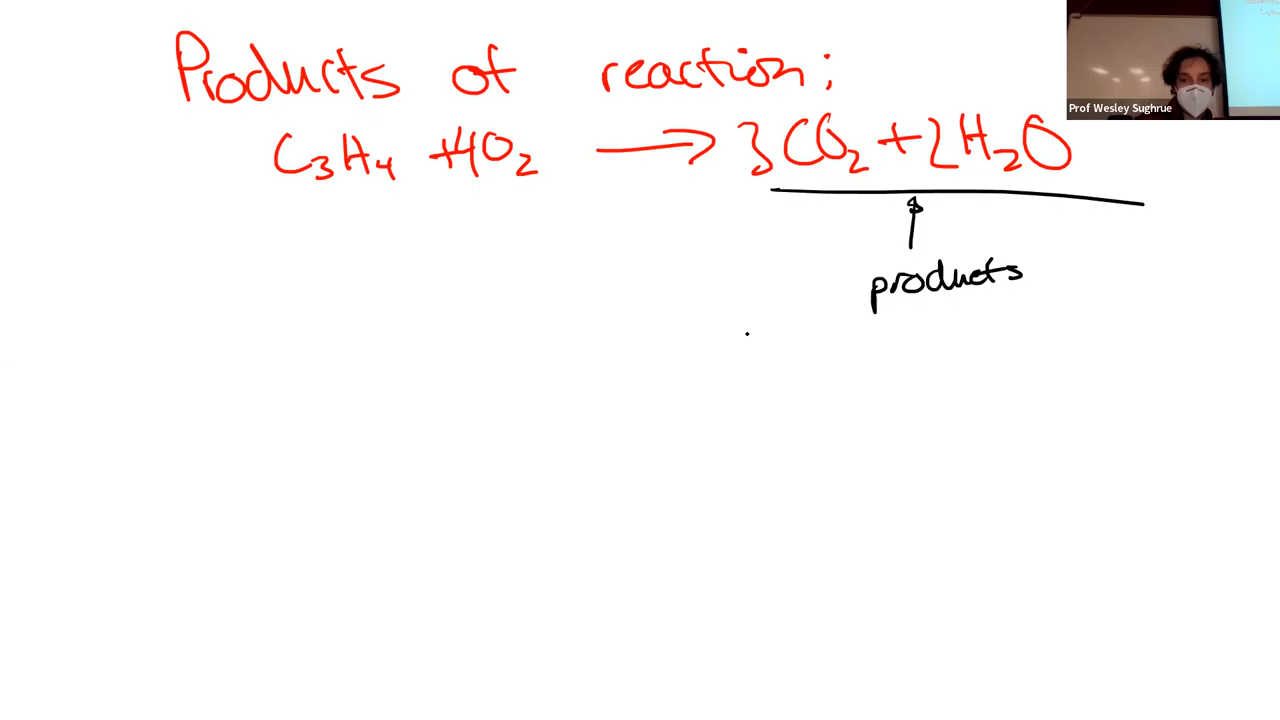 Products of reaction:
C₃H₄ +4O₂ → 3CO₂ + 2H₂O
products
Prof Wesley Sughrue